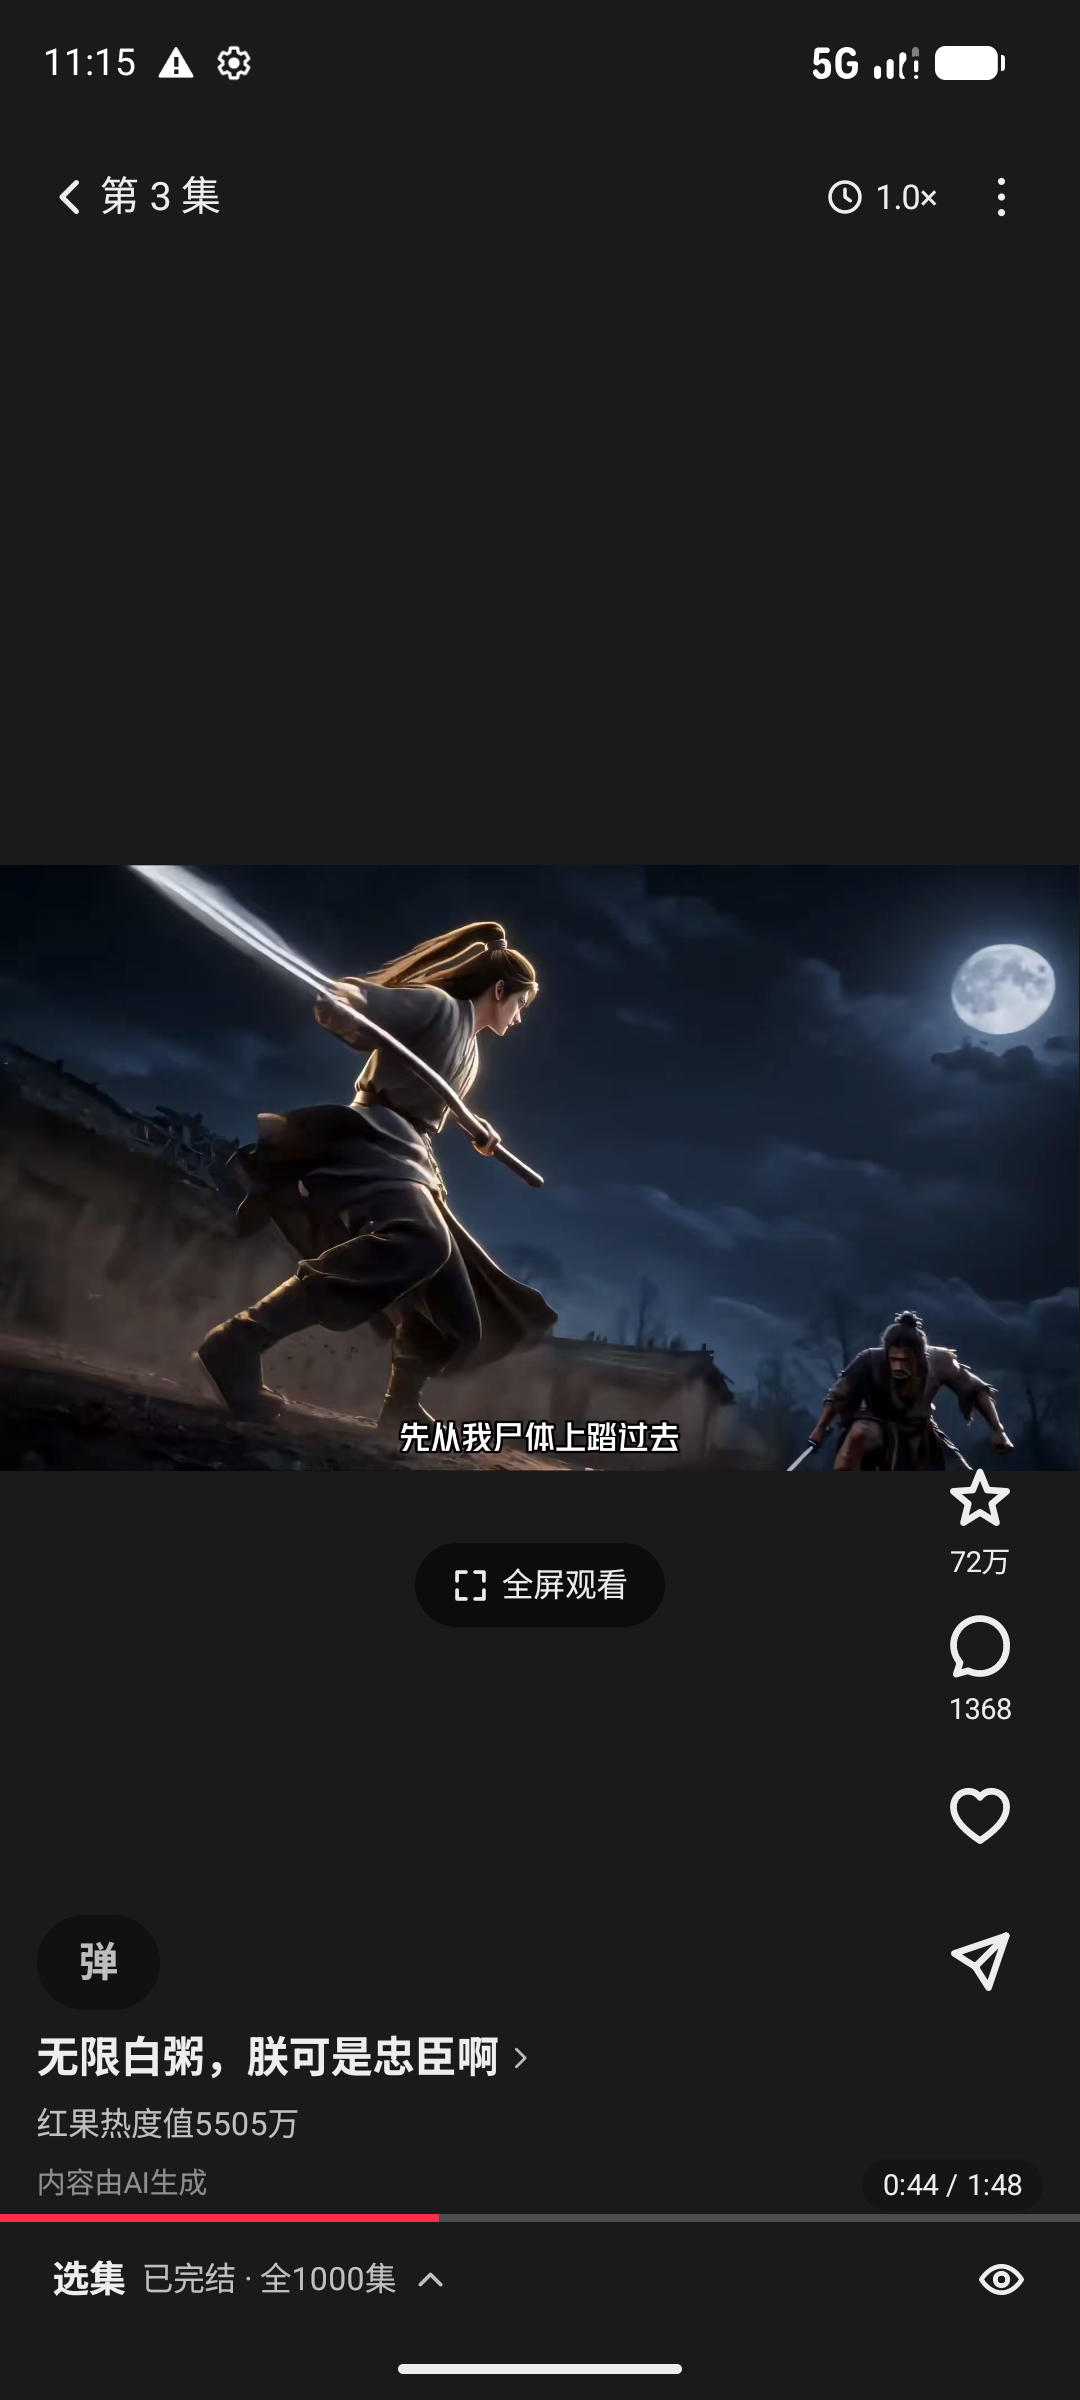 11:15
5G
第 3 集
1.0×
先从我尸体上踏过去
72万
全屏观看
1368
弹
无限白粥，朕可是忠臣啊
红果热度值5505万
内容由AI生成
0:44 / 1:48
选集 已完结 · 全1000集